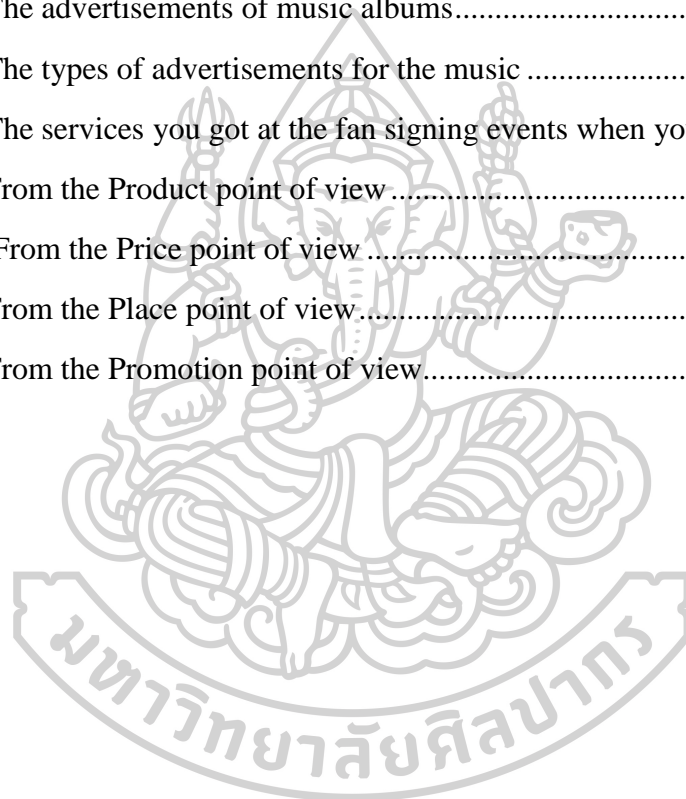 The advertisements of music albums...........................
The types of advertisements for the music ....................
The services you got at the fan signing events when yo
From the Product point of view ...................................
From the Price point of view ......................................
From the Place point of view.......................................
From the Promotion point of view...............................
มหาวิทยาลัยศิลปากร